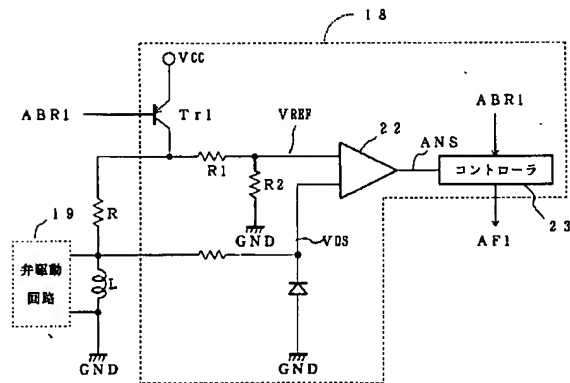 18
VCC
ABR1
Tr1
VREF
22
ANS
ABR1
R1
R2
コントローラ
19
R
GND
VDS
AF1
23
弁駆動
回路
L
GND
GND